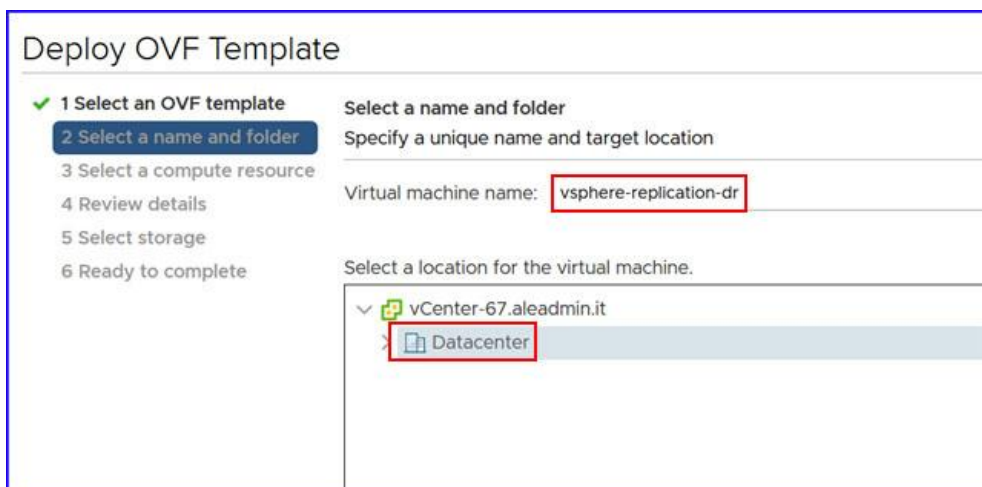 Deploy OVF Template
1 Select an OVF template
2 Select a name and folder
3 Select a compute resource
4 Review details
5 Select storage
6 Ready to complete
Select a name and folder
Specify a unique name and target location
Virtual machine name: vsphere-replication-dr
Select a location for the virtual machine.
vCenter-67.aleadmin.it
Datacenter